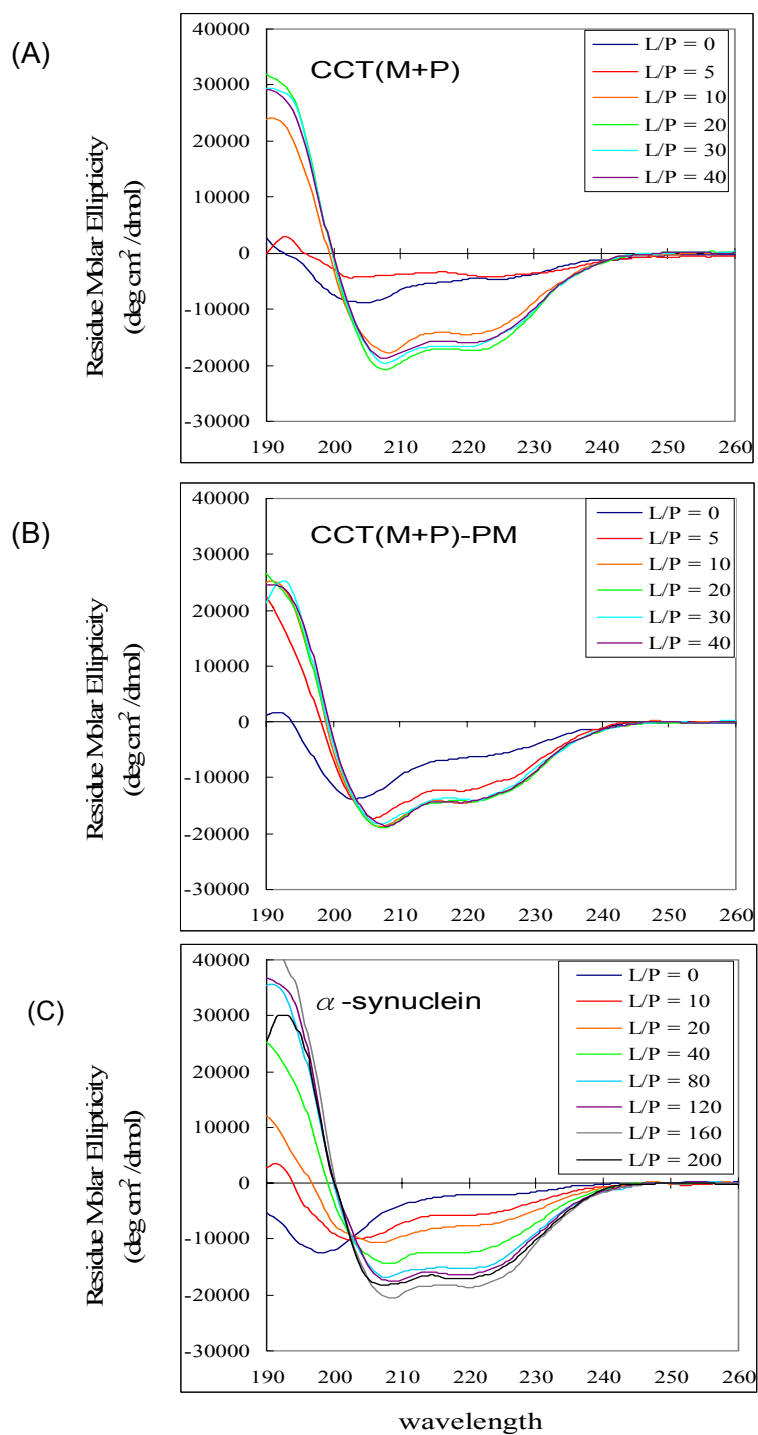 (A)
CCT(M+P)
L/P = 0
L/P = 5
L/P = 10
L/P = 20
L/P = 30
L/P = 40
Residue Molar Ellipticity
(deg cm²/dmol)
40000
30000
20000
10000
0
-10000
-20000
-30000
190 200 210 220 230 240 250 260
(B)
CCT(M+P)-PM
L/P = 0
L/P = 5
L/P = 10
L/P = 20
L/P = 30
L/P = 40
Residue Molar Ellipticity
(deg cm²/dmol)
40000
30000
20000
10000
0
-10000
-20000
-30000
190 200 210 220 230 240 250 260
(C)
α -synuclein
L/P = 0
L/P = 10
L/P = 20
L/P = 40
L/P = 80
L/P = 120
L/P = 160
L/P = 200
Residue Molar Ellipticity
(deg cm²/dmol)
40000
30000
20000
10000
0
-10000
-20000
-30000
190 200 210 220 230 240 250 260
wavelength